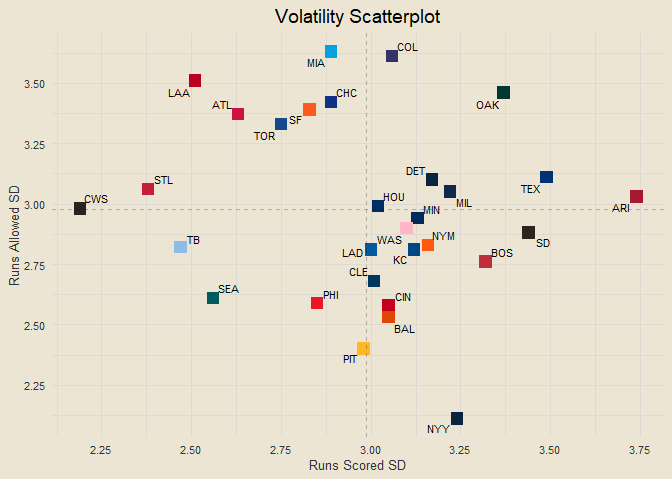 Volatility Scatterplot
COL
MIA
3.50
LAA
ATL
CHC
OAK
SF
TOR
3.25
DET
TEX
STL
MIL
CWS
HOU
ARI
3.00
MIN
WAS
NYM
SD
TB
LAD
KC
BOS
2.75
CLE
SEA
PHI
CIN
BAL
2.50
PIT
2.25
NYY
Runs Allowed SD
2.25
2.50
2.75
3.00
3.25
3.50
3.75
Runs Scored SD